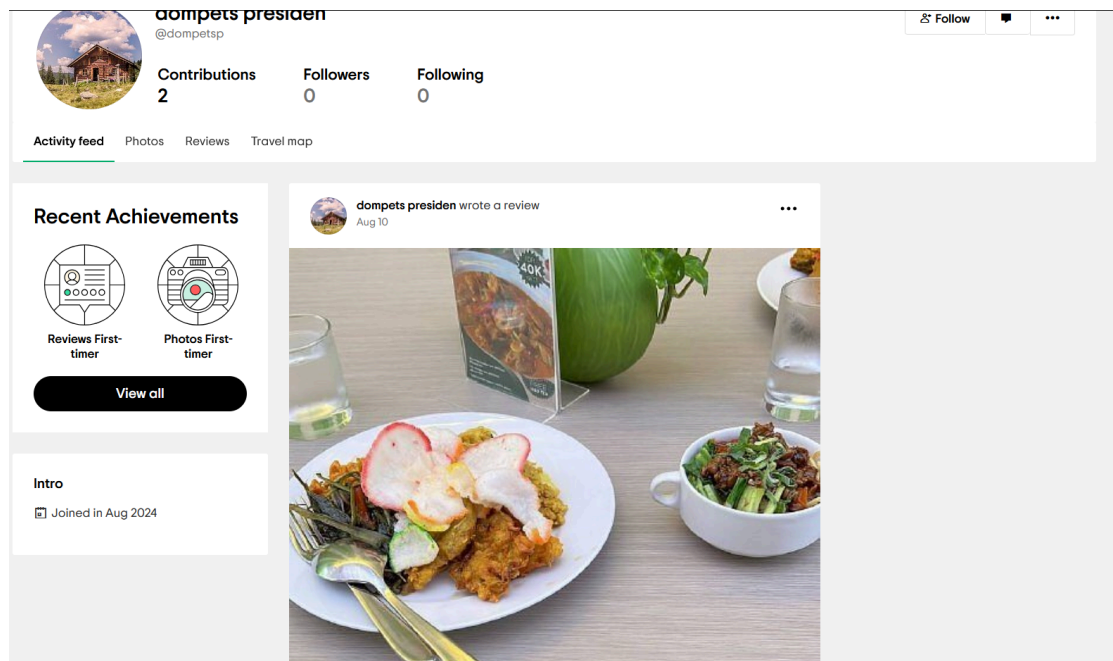 dompets presiden
@dompetsp
Follow
Contributions
Followers
Following
2
0
0
Activity feed
Photos
Reviews
Travel map
Recent Achievements
Reviews First-
timer
Photos First-
timer
View all
Intro
Joined in Aug 2024
dompets presiden wrote a review
Aug 10
40K